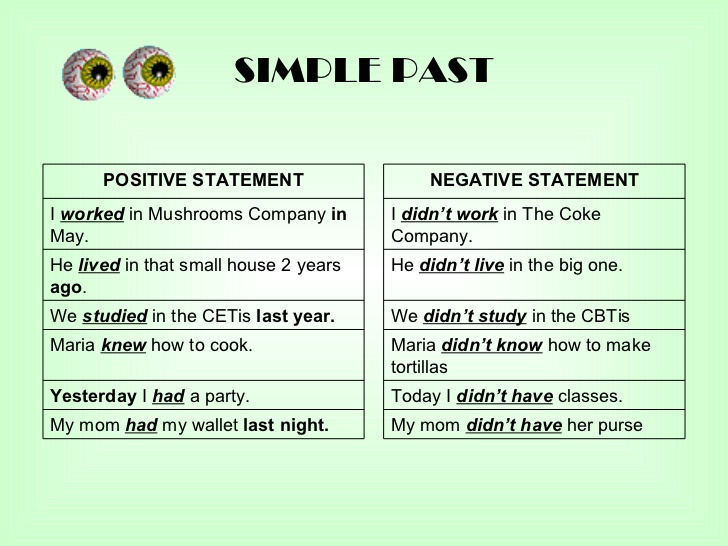 SIMPLE PAST
POSITIVE STATEMENT
I worked in Mushrooms Company in
May.
He lived in that small house 2 years
ago.
We studied in the CETis last year.
Maria knew how to cook.
Yesterday I had a party.
My mom had my wallet last night.
NEGATIVE STATEMENT
I didn’t work in The Coke
Company.
He didn’t live in the big one.
We didn’t study in the CBTis
Maria didn’t know how to make
tortillas
Today I didn’t have classes.
My mom didn’t have her purse